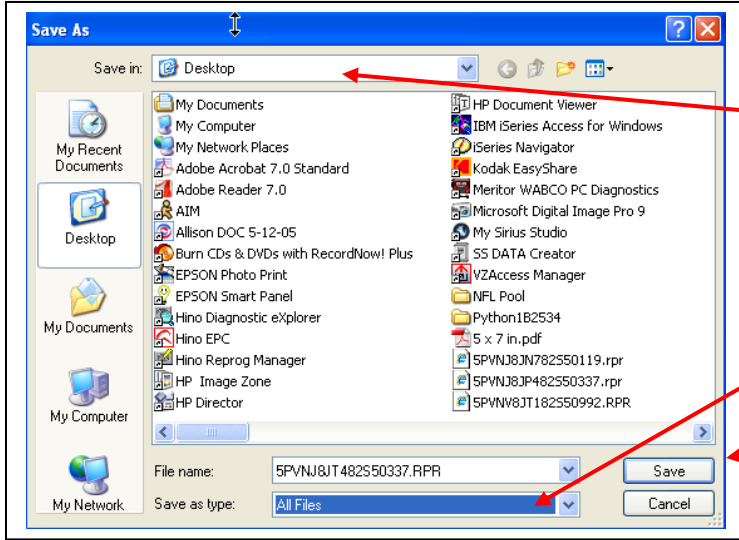 Save As
Save in: Desktop
My Recent
Documents
Desktop
My Documents
My Computer
My Network
My Documents
My Computer
My Network Places
Adobe Acrobat 7.0 Standard
Adobe Reader 7.0
AIM
Allison DOC 5-12-05
Burn CDs & DVDs with RecordNow! Plus
EPSON Photo Print
EPSON Smart Panel
Hino Diagnostic eXplorer
Hino EPC
Hino Reprog Manager
HP Image Zone
HP Director
HP Document Viewer
IBM iSeries Access for Windows
iSeries Navigator
Kodak EasyShare
Meritor WABCO PC Diagnostics
Microsoft Digital Image Pro 9
My Sirius Studio
SS DATA Creator
VZAccess Manager
NFL Pool
Python1B2534
5 x 7 in.pdf
5PVNJ8JN782S50119.rpr
5PVNJ8JP482S50337.rpr
5PVNV8JT182S50992.RPR
File name: 5PVNJ8JT482S50337.RPR
Save
Save as type: All Files
Cancel